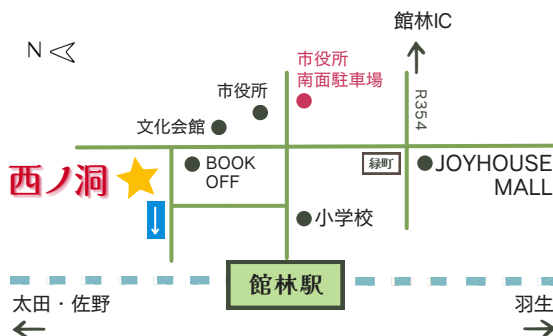 館林IC
N
市役所
南面駐車場
市役所
R354
文化会館
西ノ洞
BOOK
OFF
緑町
JOYHOUSE
MALL
小学校
館林駅
太田・佐野
羽生